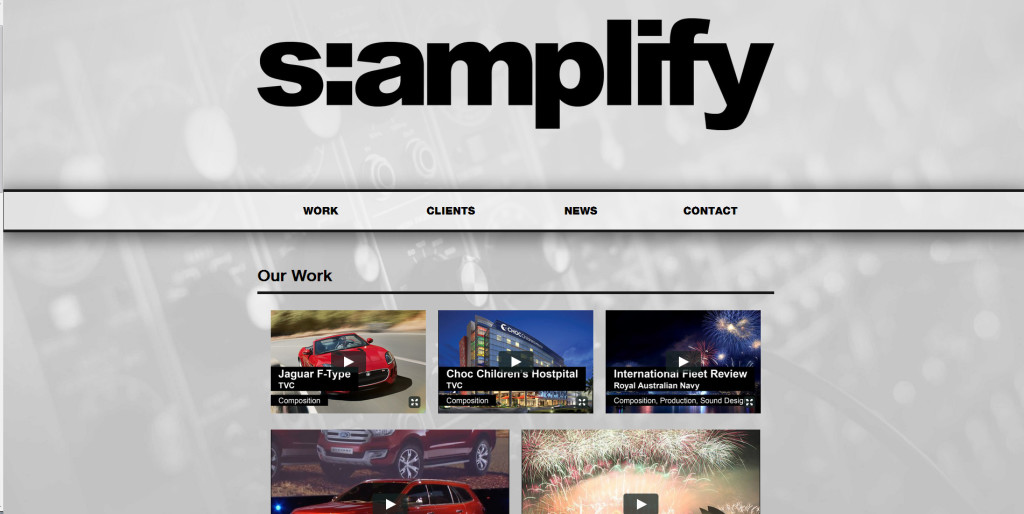 s:amplify
WORK CLIENTS NEWS CONTACT
Our Work
Jaguar F-Type
TVC
Composition
CHOC
Choc Children's Hostpital
TVC
Composition
International Fleet Review
Royal Australian Navy
Composition, Production, Sound Desig